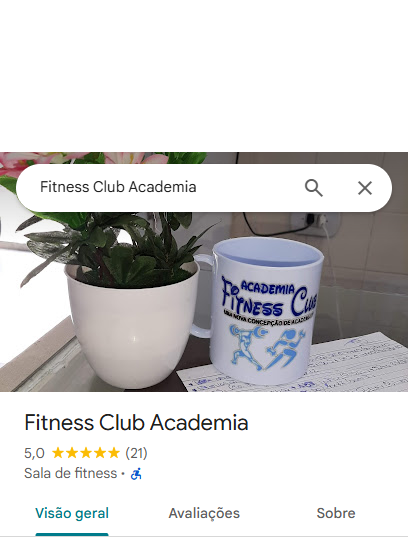 Fitness Club Academia
ACADEMIA
FITNESS CLUB
UMA NOVA CONCEPÇÃO DE ACADEMIA
Fitness Club Academia
5,0 (21)
Sala de fitness ·
Visão geral
Avaliações
Sobre